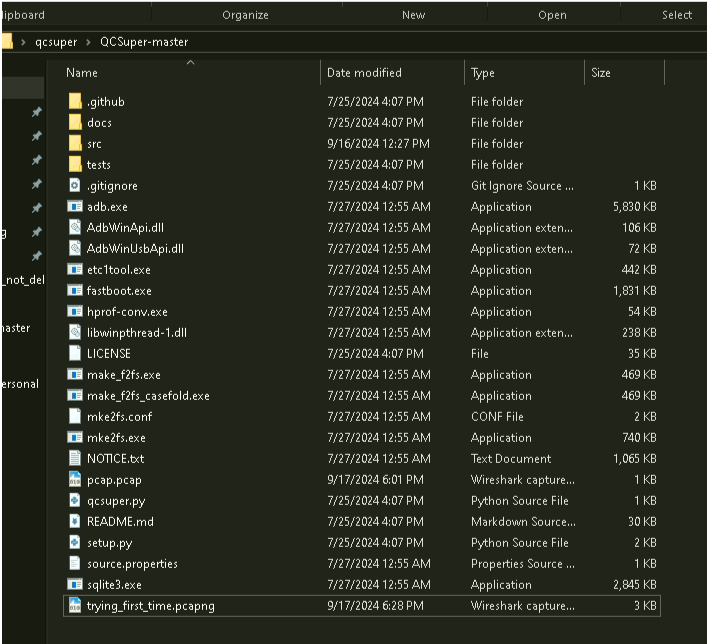 lipboard Organize New Open Select
qcsuper QCSuper-master
Name Date modified Type Size
.github 7/25/2024 4:07 PM File folder
docs 7/25/2024 4:07 PM File folder
src 9/16/2024 12:27 PM File folder
tests 7/25/2024 4:07 PM File folder
.gitignore 7/25/2024 4:07 PM Git Ignore Source ... 1 KB
adb.exe 7/27/2024 12:55 AM Application 5,830 KB
AdbWinApi.dll 7/27/2024 12:55 AM Application exten... 106 KB
g
AdbWinUsbApi.dll 7/27/2024 12:55 AM Application exten... 72 KB
etc1tool.exe 7/27/2024 12:55 AM Application 442 KB
_not_del
fastboot.exe 7/27/2024 12:55 AM Application 1,831 KB
hprof-conv.exe 7/27/2024 12:55 AM Application 54 KB
naster
libwinpthread-1.dll 7/27/2024 12:55 AM Application exten... 238 KB
LICENSE 7/25/2024 4:07 PM File 35 KB
make_f2fs.exe 7/27/2024 12:55 AM Application 469 KB
ersonal
make_f2fs_casefold.exe 7/27/2024 12:55 AM Application 469 KB
mke2fs.conf 7/27/2024 12:55 AM CONF File 2 KB
mke2fs.exe 7/27/2024 12:55 AM Application 740 KB
NOTICE.txt 7/27/2024 12:55 AM Text Document 1,065 KB
pcap.pcap 9/17/2024 6:01 PM Wireshark capture... 1 KB
qcsuper.py 7/25/2024 4:07 PM Python Source File 1 KB
README.md 7/25/2024 4:07 PM Markdown Source... 30 KB
setup.py 7/25/2024 4:07 PM Python Source File 2 KB
source.properties 7/27/2024 12:55 AM Properties Source ... 1 KB
sqlite3.exe 7/27/2024 12:55 AM Application 2,845 KB
trying_first_time.pcapng 9/17/2024 6:28 PM Wireshark capture... 3 KB